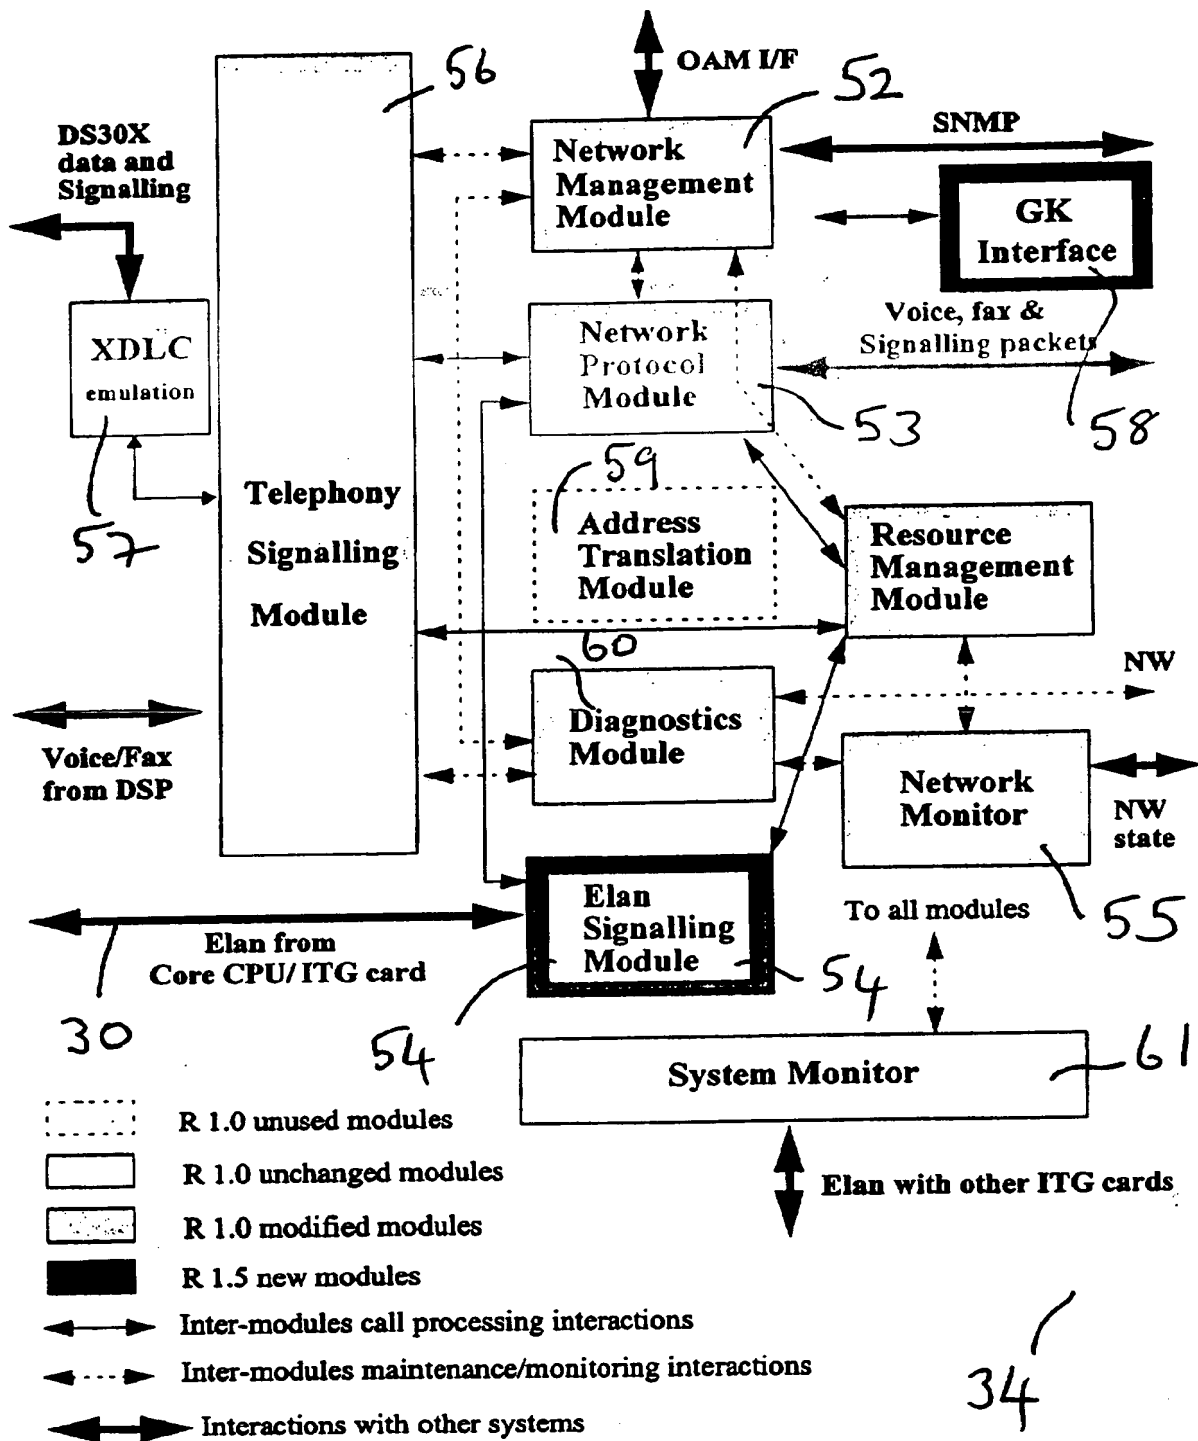 56
OAM I/F
52
DS30X
data and
Signalling
SNMP
Network
Management
Module
GK
Interface
XDLC
emulation
Network
Protocol
Module
Voice, fax &
Signalling packets
53
58
57
59
Telephony
Signalling
Module
Address
Translation
Module
Resource
Management
Module
60
NW
Diagnostics
Module
Voice/Fax
from DSP
Network
Monitor
NW
state
Elan
Signalling
Module
To all modules
55
Elan from
Core CPU/ ITG card
54
30
54
System Monitor
61
R 1.0 unused modules
R 1.0 unchanged modules
Elan with other ITG cards
R 1.0 modified modules
R 1.5 new modules
Inter-modules call processing interactions
Inter-modules maintenance/monitoring interactions
34
Interactions with other systems